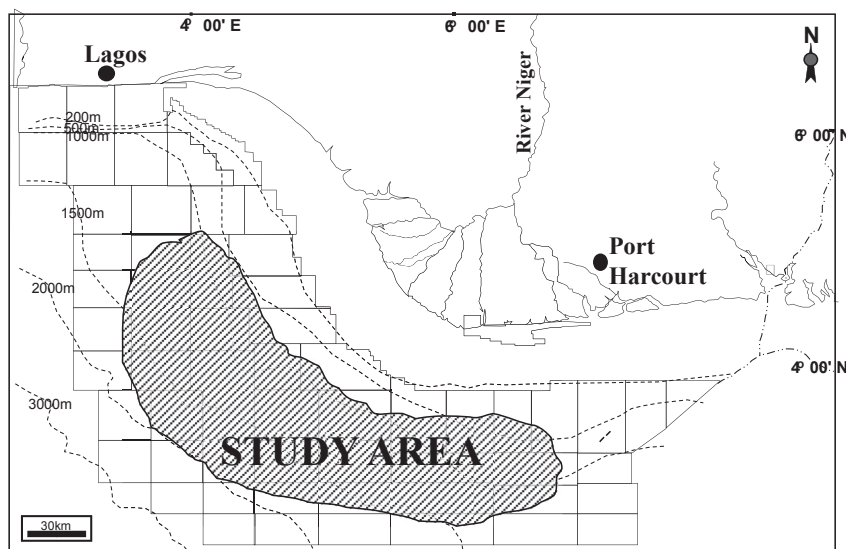 4° 00' E
6° 00' E
Lagos
N
River Niger
200m
500m
1000m
6° 00' N
1500m
Port
Harcourt
2000m
4° 00' N
3000m
STUDY AREA
30km